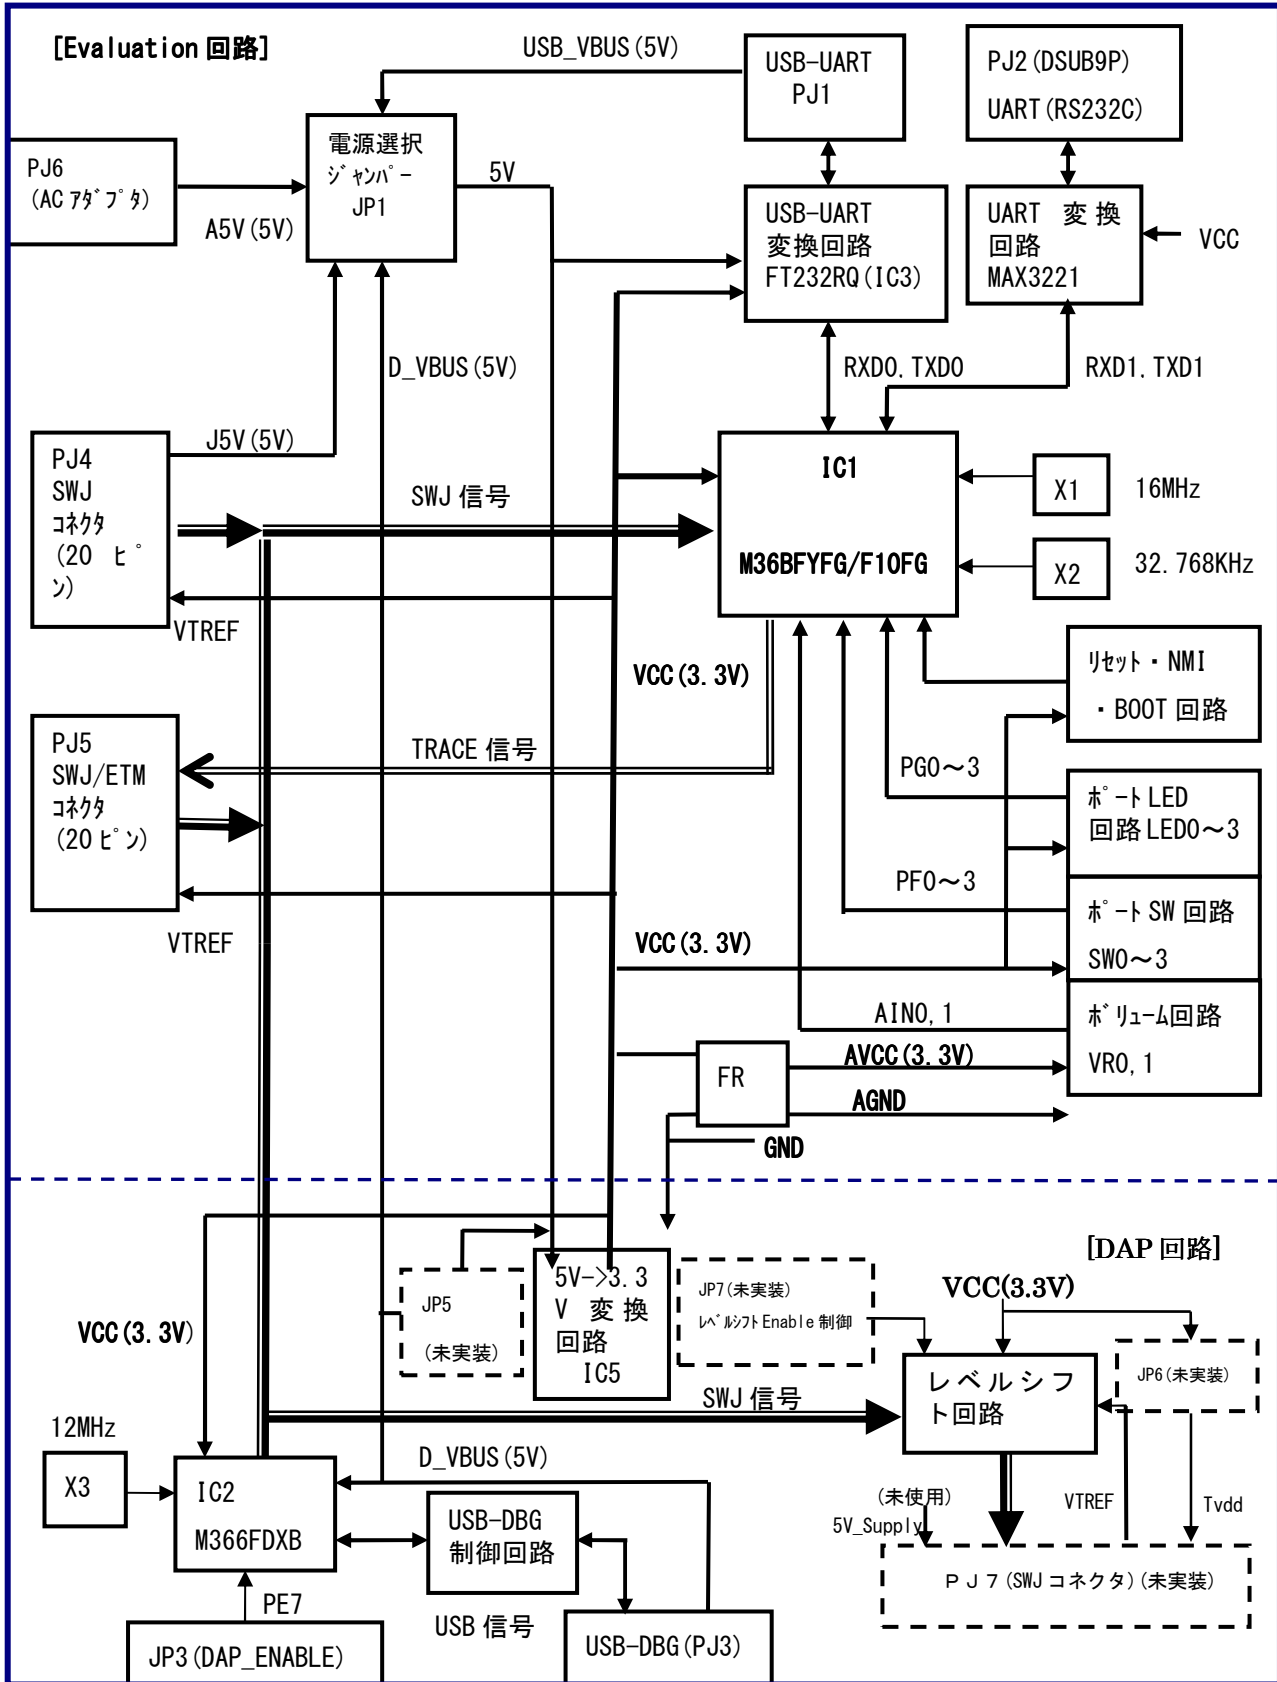 [Evaluation 回路]
USB_VBUS(5V)
USB-UART
PJ1
PJ2(DSUB9P)
UART(RS232C)
PJ6
(AC ｱﾀﾞﾌﾟﾀ)
電源選択
ｼﾞｬﾝﾊﾟｰ
JP1
5V
A5V(5V)
USB-UART
変換回路
FT232RQ(IC3)
UART 変換
回路
MAX3221
VCC
D_VBUS(5V)
RXD0, TXD0
RXD1, TXD1
J5V(5V)
PJ4
SWJ
ｺﾈｸﾀ
(20 ﾋﾟ
ﾝ)
SWJ 信号
IC1
M36BFYFG/F10FG
X1
16MHz
X2
32.768KHz
VTREF
VCC(3.3V)
ﾘｾｯﾄ・NMI
・BOOT 回路
PJ5
SWJ/ETM
ｺﾈｸﾀ
(20 ﾋﾟﾝ)
TRACE 信号
PG0～3
ﾎﾟｰﾄ LED
回路 LED0～3
PF0～3
ﾎﾟｰﾄ SW 回路
SW0～3
VTREF
VCC(3.3V)
AIN0,1
ﾎﾞﾘｭｰﾑ回路
VR0,1
FR
AVCC(3.3V)
AGND
GND
[DAP 回路]
VCC(3.3V)
JP5
(未実装)
5V->3.3
V 変換
回路
IC5
JP7(未実装)
ﾚﾍﾞﾙｼﾌﾄ Enable 制御
VCC(3.3V)
レベルシフ
ト回路
JP6(未実装)
SWJ 信号
12MHz
X3
IC2
M366FDXB
D_VBUS(5V)
USB-DBG
制御回路
(未使用)
5V_Supply
VTREF
Tvdd
ＰＪ７(SWJ コネクタ)(未実装)
PE7
USB 信号
JP3(DAP_ENABLE)
USB-DBG(PJ3)